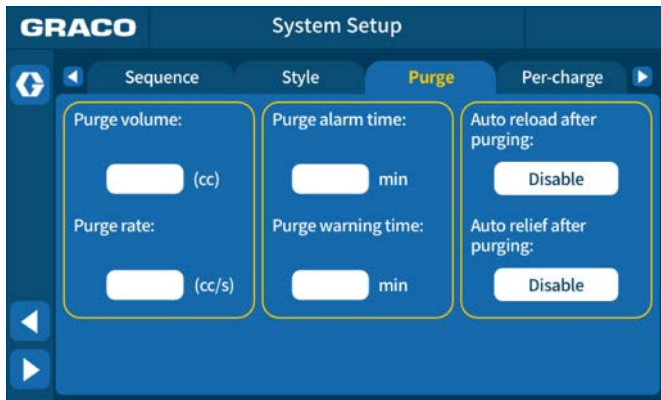 GRACO
System Setup
Sequence
Style
Purge
Per-charge
Purge volume:
(cc)
Purge rate:
(cc/s)
Purge alarm time:
min
Purge warning time:
min
Auto reload after
purging:
Disable
Auto relief after
purging:
Disable